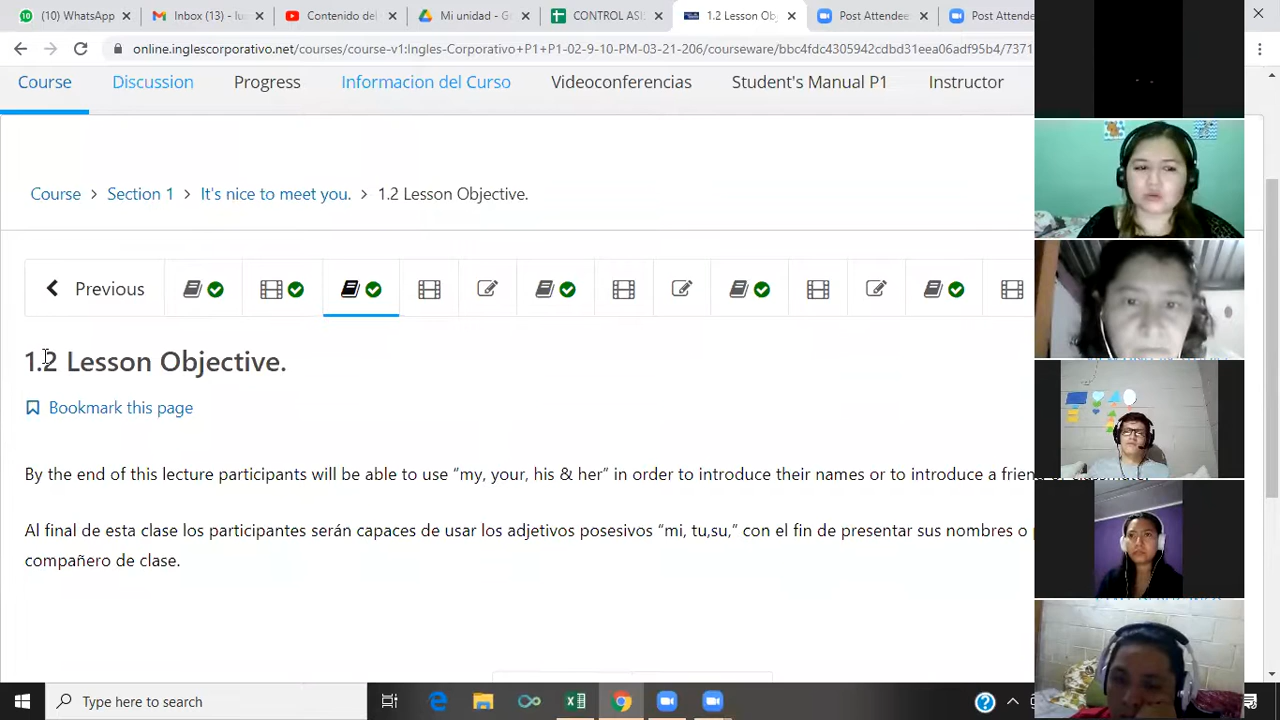 (10) WhatsApp
Inbox (13) - lu
Contenido del
Mi unidad - G
CONTROL ASI
1.2 Lesson Ob
Post Attendee
Post Attende
online.inglescorporativo.net/courses/course-v1:Ingles-Corporativo+P1+P1-02-9-10-PM-03-21-206/courseware/bbc4fdc4305942cdbd31eea06adf95b4/7371
Course
Discussion
Progress
Informacion del Curso
Videoconferencias
Student's Manual P1
Instructor
Course > Section 1 > It's nice to meet you. > 1.2 Lesson Objective.
Previous
1.2 Lesson Objective.
Bookmark this page
By the end of this lecture participants will be able to use “my, your, his & her” in order to introduce their names or to introduce a friend or classmate.
Al final de esta clase los participantes serán capaces de usar los adjetivos posesivos “mi, tu,su,” con el fin de presentar sus nombres o
compañero de clase.
Type here to search